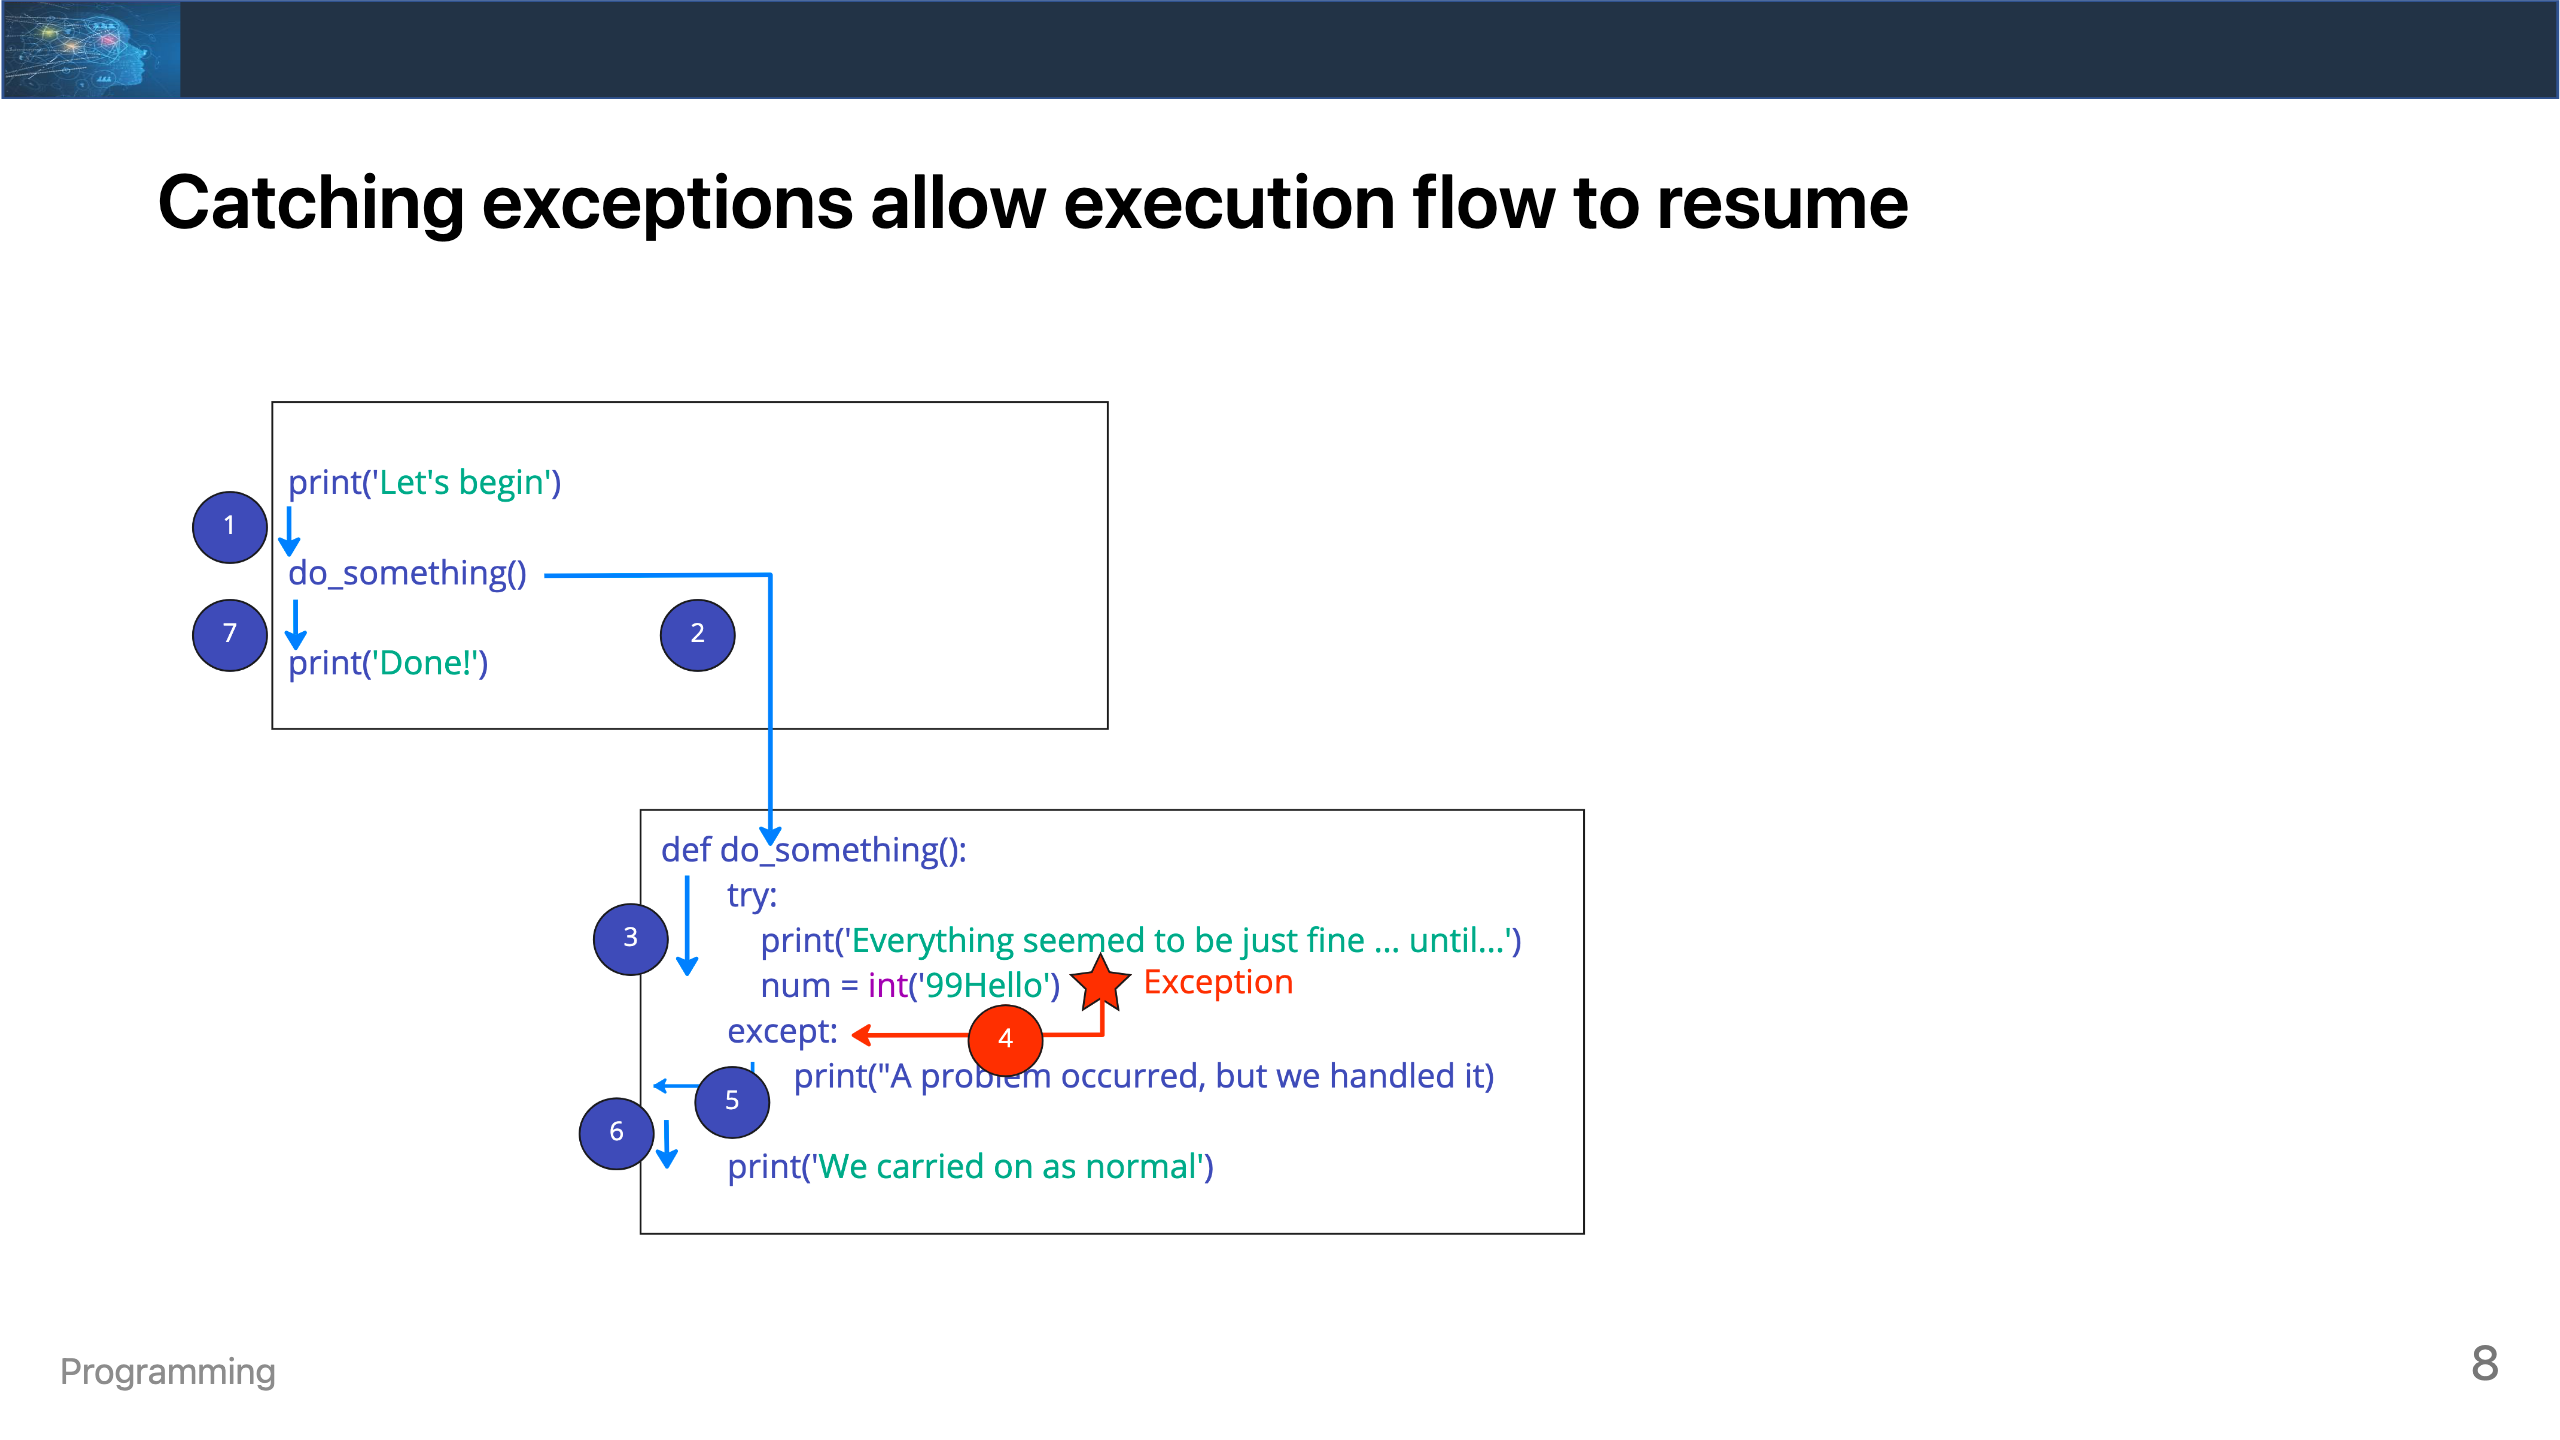 Catching exceptions allow execution flow to resume
print('Let's begin')
1
do_something()
7
2
print('Done!')
def do_something():
try:
3
print('Everything seemed to be just fine ... until...')
num = int('99Hello')
Exception
except:
4
print("A problem occurred, but we handled it)
5
6
print('We carried on as normal')
Programming
8